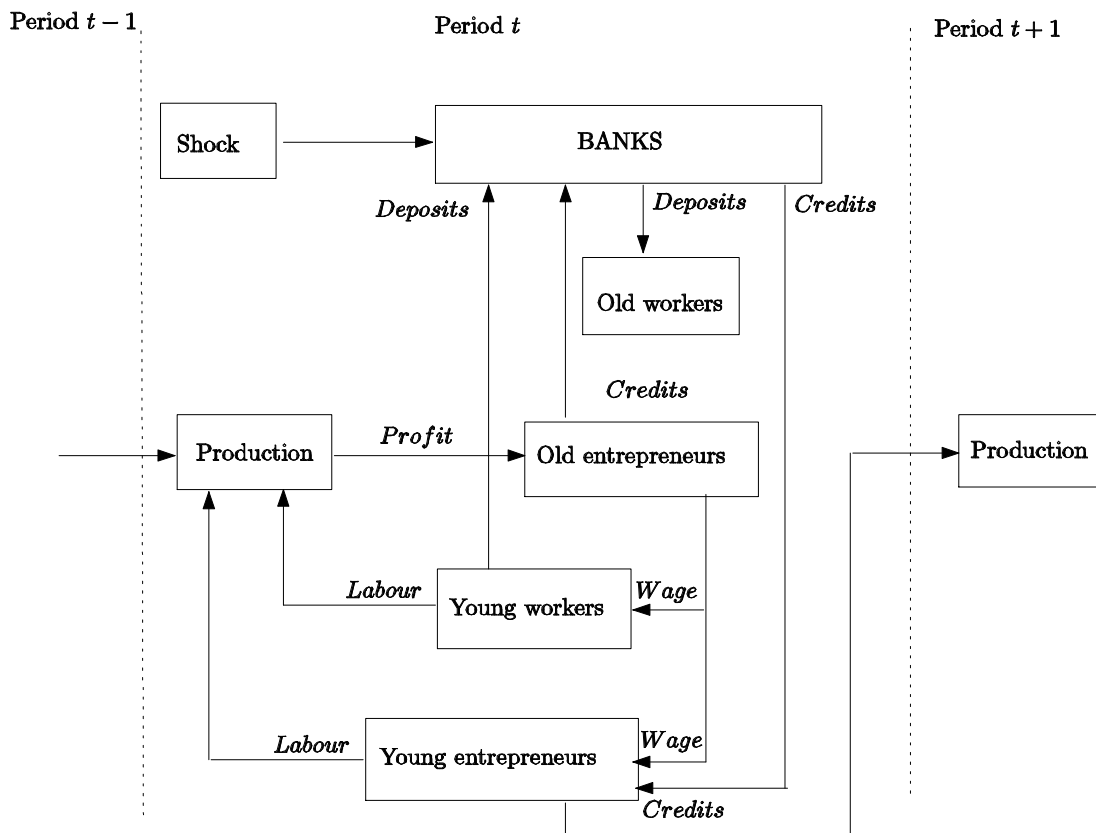 Period t − 1
Period t
Period t + 1
Shock
BANKS
Deposits
Deposits
Credits
Old workers
Credits
Production
Profit
Old entrepreneurs
Production
Labour
Young workers
Wage
Labour
Young entrepreneurs
Wage
Credits